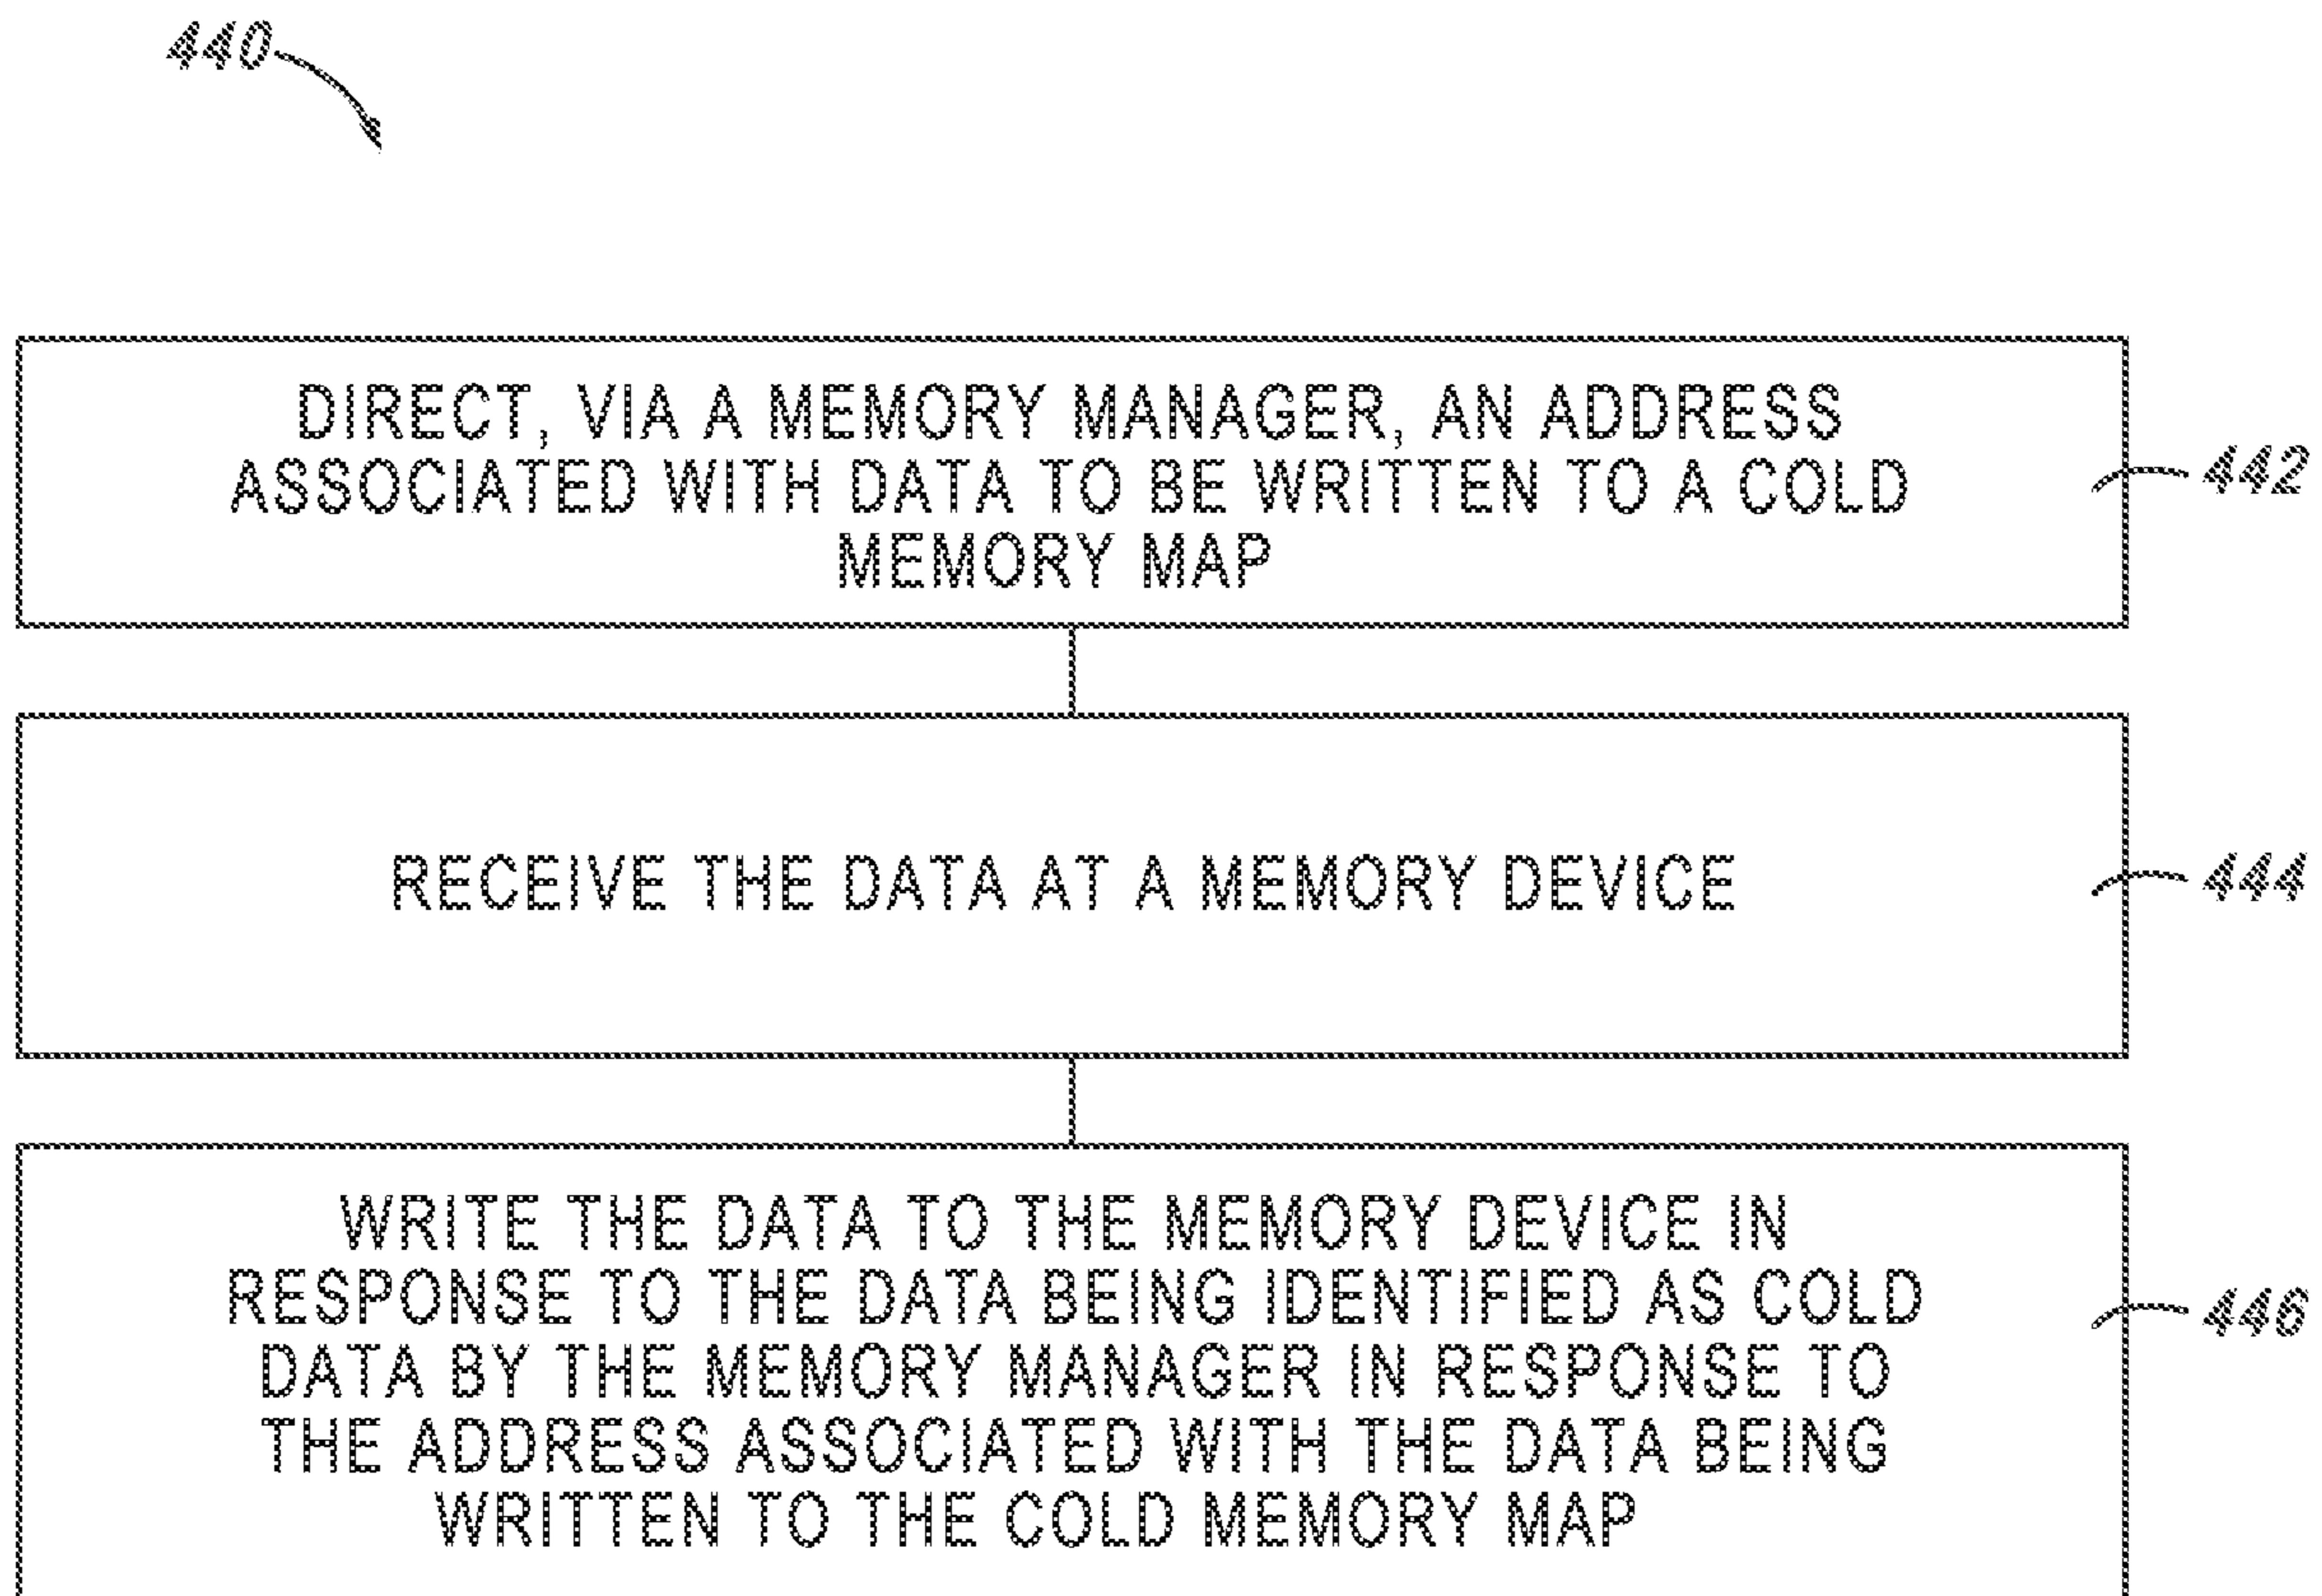 440
DIRECT, VIA A MEMORY MANAGER, AN ADDRESS
ASSOCIATED WITH DATA TO BE WRITTEN TO A COLD
MEMORY MAP
442
RECEIVE THE DATA AT A MEMORY DEVICE
444
WRITE THE DATA TO THE MEMORY DEVICE IN
RESPONSE TO THE DATA BEING IDENTIFIED AS COLD
DATA BY THE MEMORY MANAGER IN RESPONSE TO
THE ADDRESS ASSOCIATED WITH THE DATA BEING
WRITTEN TO THE COLD MEMORY MAP
446